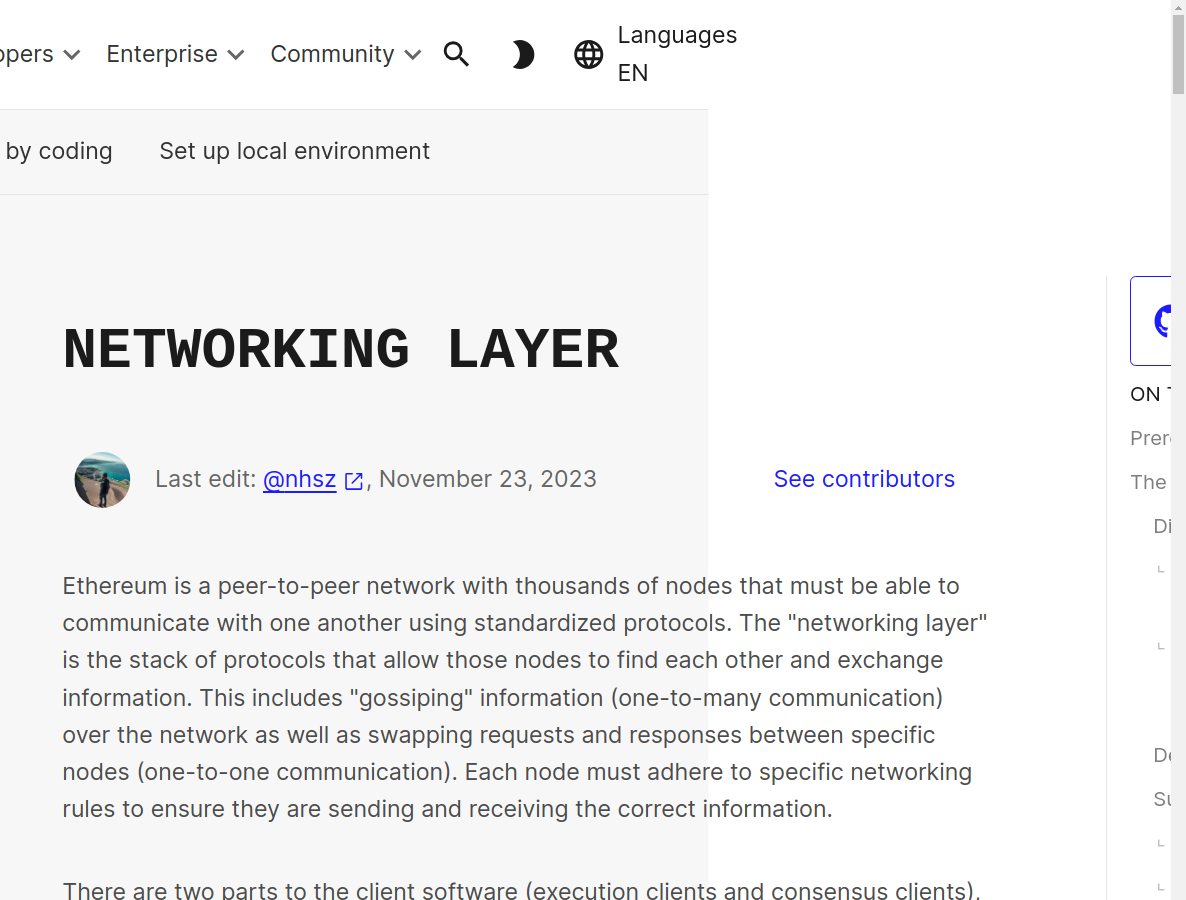 Enterprise
Community
Languages
EN
by coding
Set up local environment
NETWORKING LAYER
Last edit: @nhsz, November 23, 2023
See contributors
ON
The
Ethereum is a peer-to-peer network with thousands of nodes that must be able to
communicate with one another using standardized protocols. The "networking layer"
is the stack of protocols that allow those nodes to find each other and exchange
information. This includes "gossiping" information (one-to-many communication)
over the network as well as swapping requests and responses between specific
nodes (one-to-one communication). Each node must adhere to specific networking
rules to ensure they are sending and receiving the correct information.
There are two parts to the client software (execution clients and consensus clients),